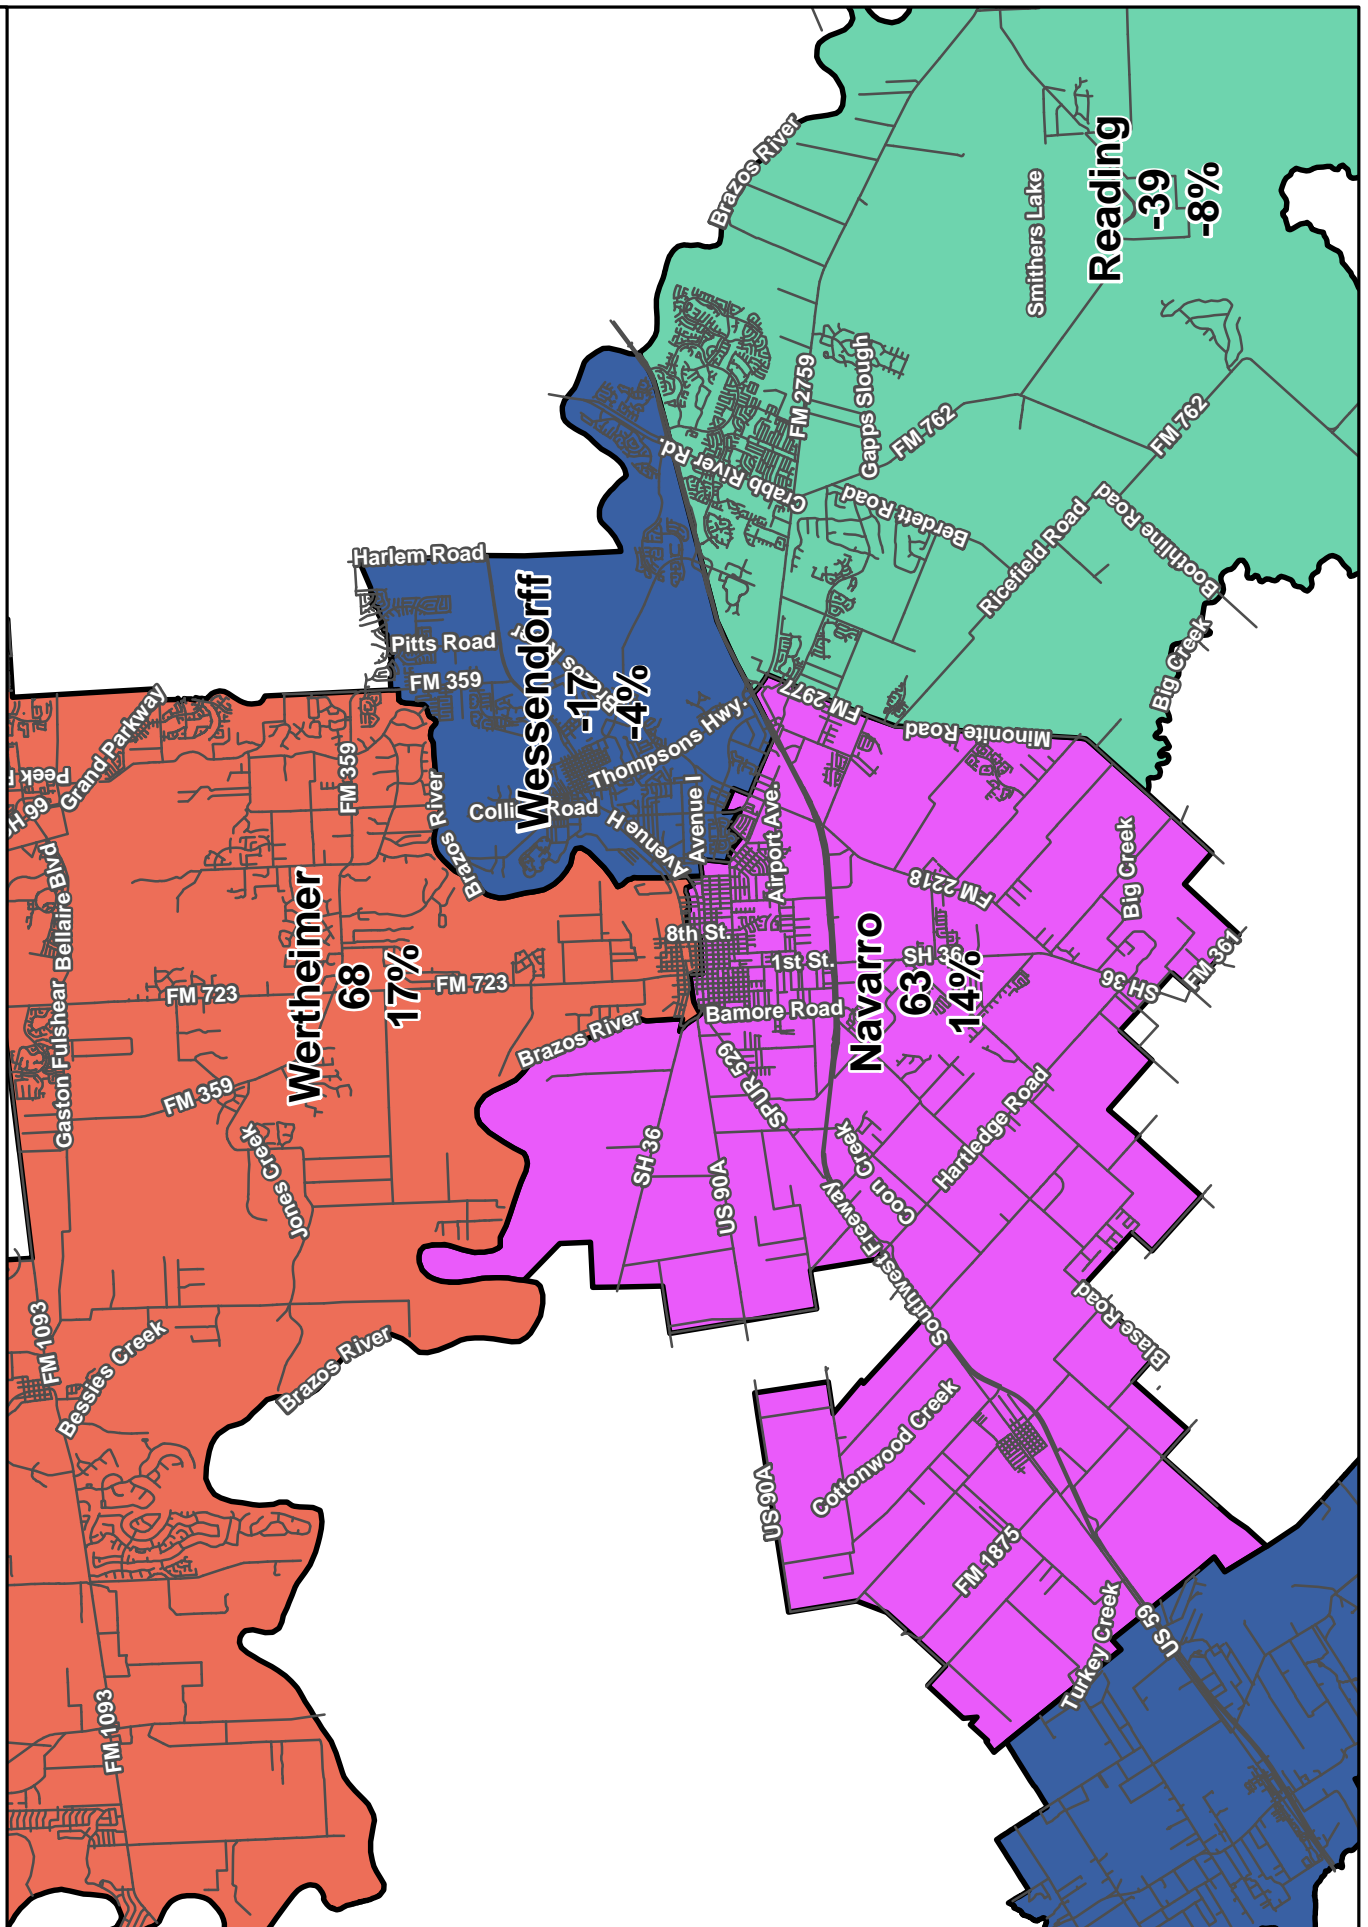 Brazos River
Reading
-39
-8%
Smithers Lake
FM 2759
Gapps Slough
FM 762
FM 762
Crabb River Rd.
Berdett Road
Ricefield Road
Boothline Road
Big Creek
Harlem Road
Pitts Road
FM 359
Wessendorff
-17
-4%
Thompsons Hwy.
FM 2977
Minonite Road
Grand Parkway
FM 359
Brazos River
Avenue H
Avenue I
Airport Ave.
Brazos River
Bellaire Blvd
Gaston Fulshear
Wertheimer
68
17%
FM 723
FM 723
FM 359
Jones Creek
8th St.
1st St.
Bamore Road
Brazos River
SPUR 529
SH 36
US 90A
Navarro
63
14%
FM 2218
SH 36
SH 36
Big Creek
FM 361
Hartledge Road
Coon Creek
Southwest Freeway
Blase Road
FM 1093
Bessies Creek
Brazos River
US 90A
Cottonwood Creek
FM 1875
Turkey Creek
US 59
FM 1093